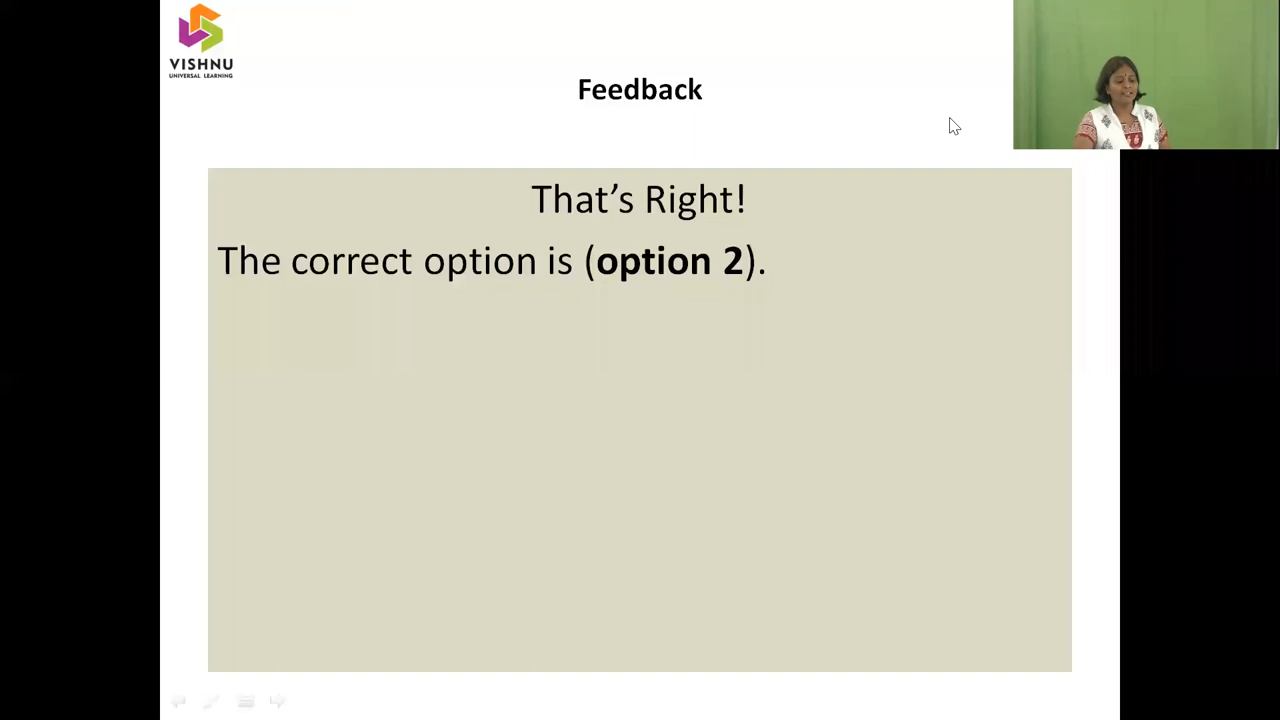 VISHNU
UNIVERSAL LEARNING
Feedback
That’s Right!
The correct option is (option 2).